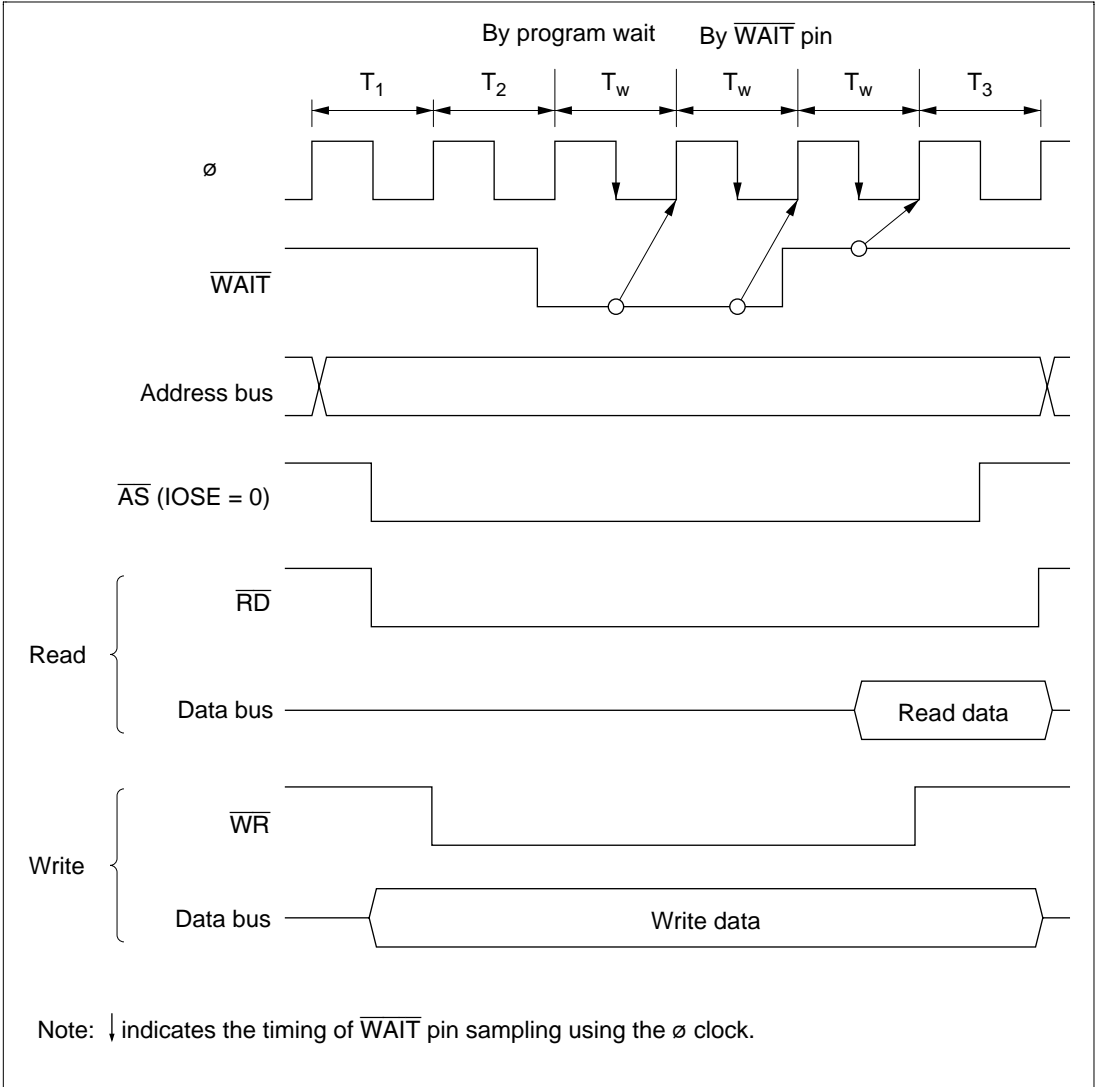 By program wait By WAIT pin
T1 T2 Tw Tw Tw T3
ø
WAIT
Address bus
AS (IOSE = 0)
RD
Read
Data bus Read data
WR
Write
Data bus Write data
Note: ↓ indicates the timing of WAIT pin sampling using the ø clock.